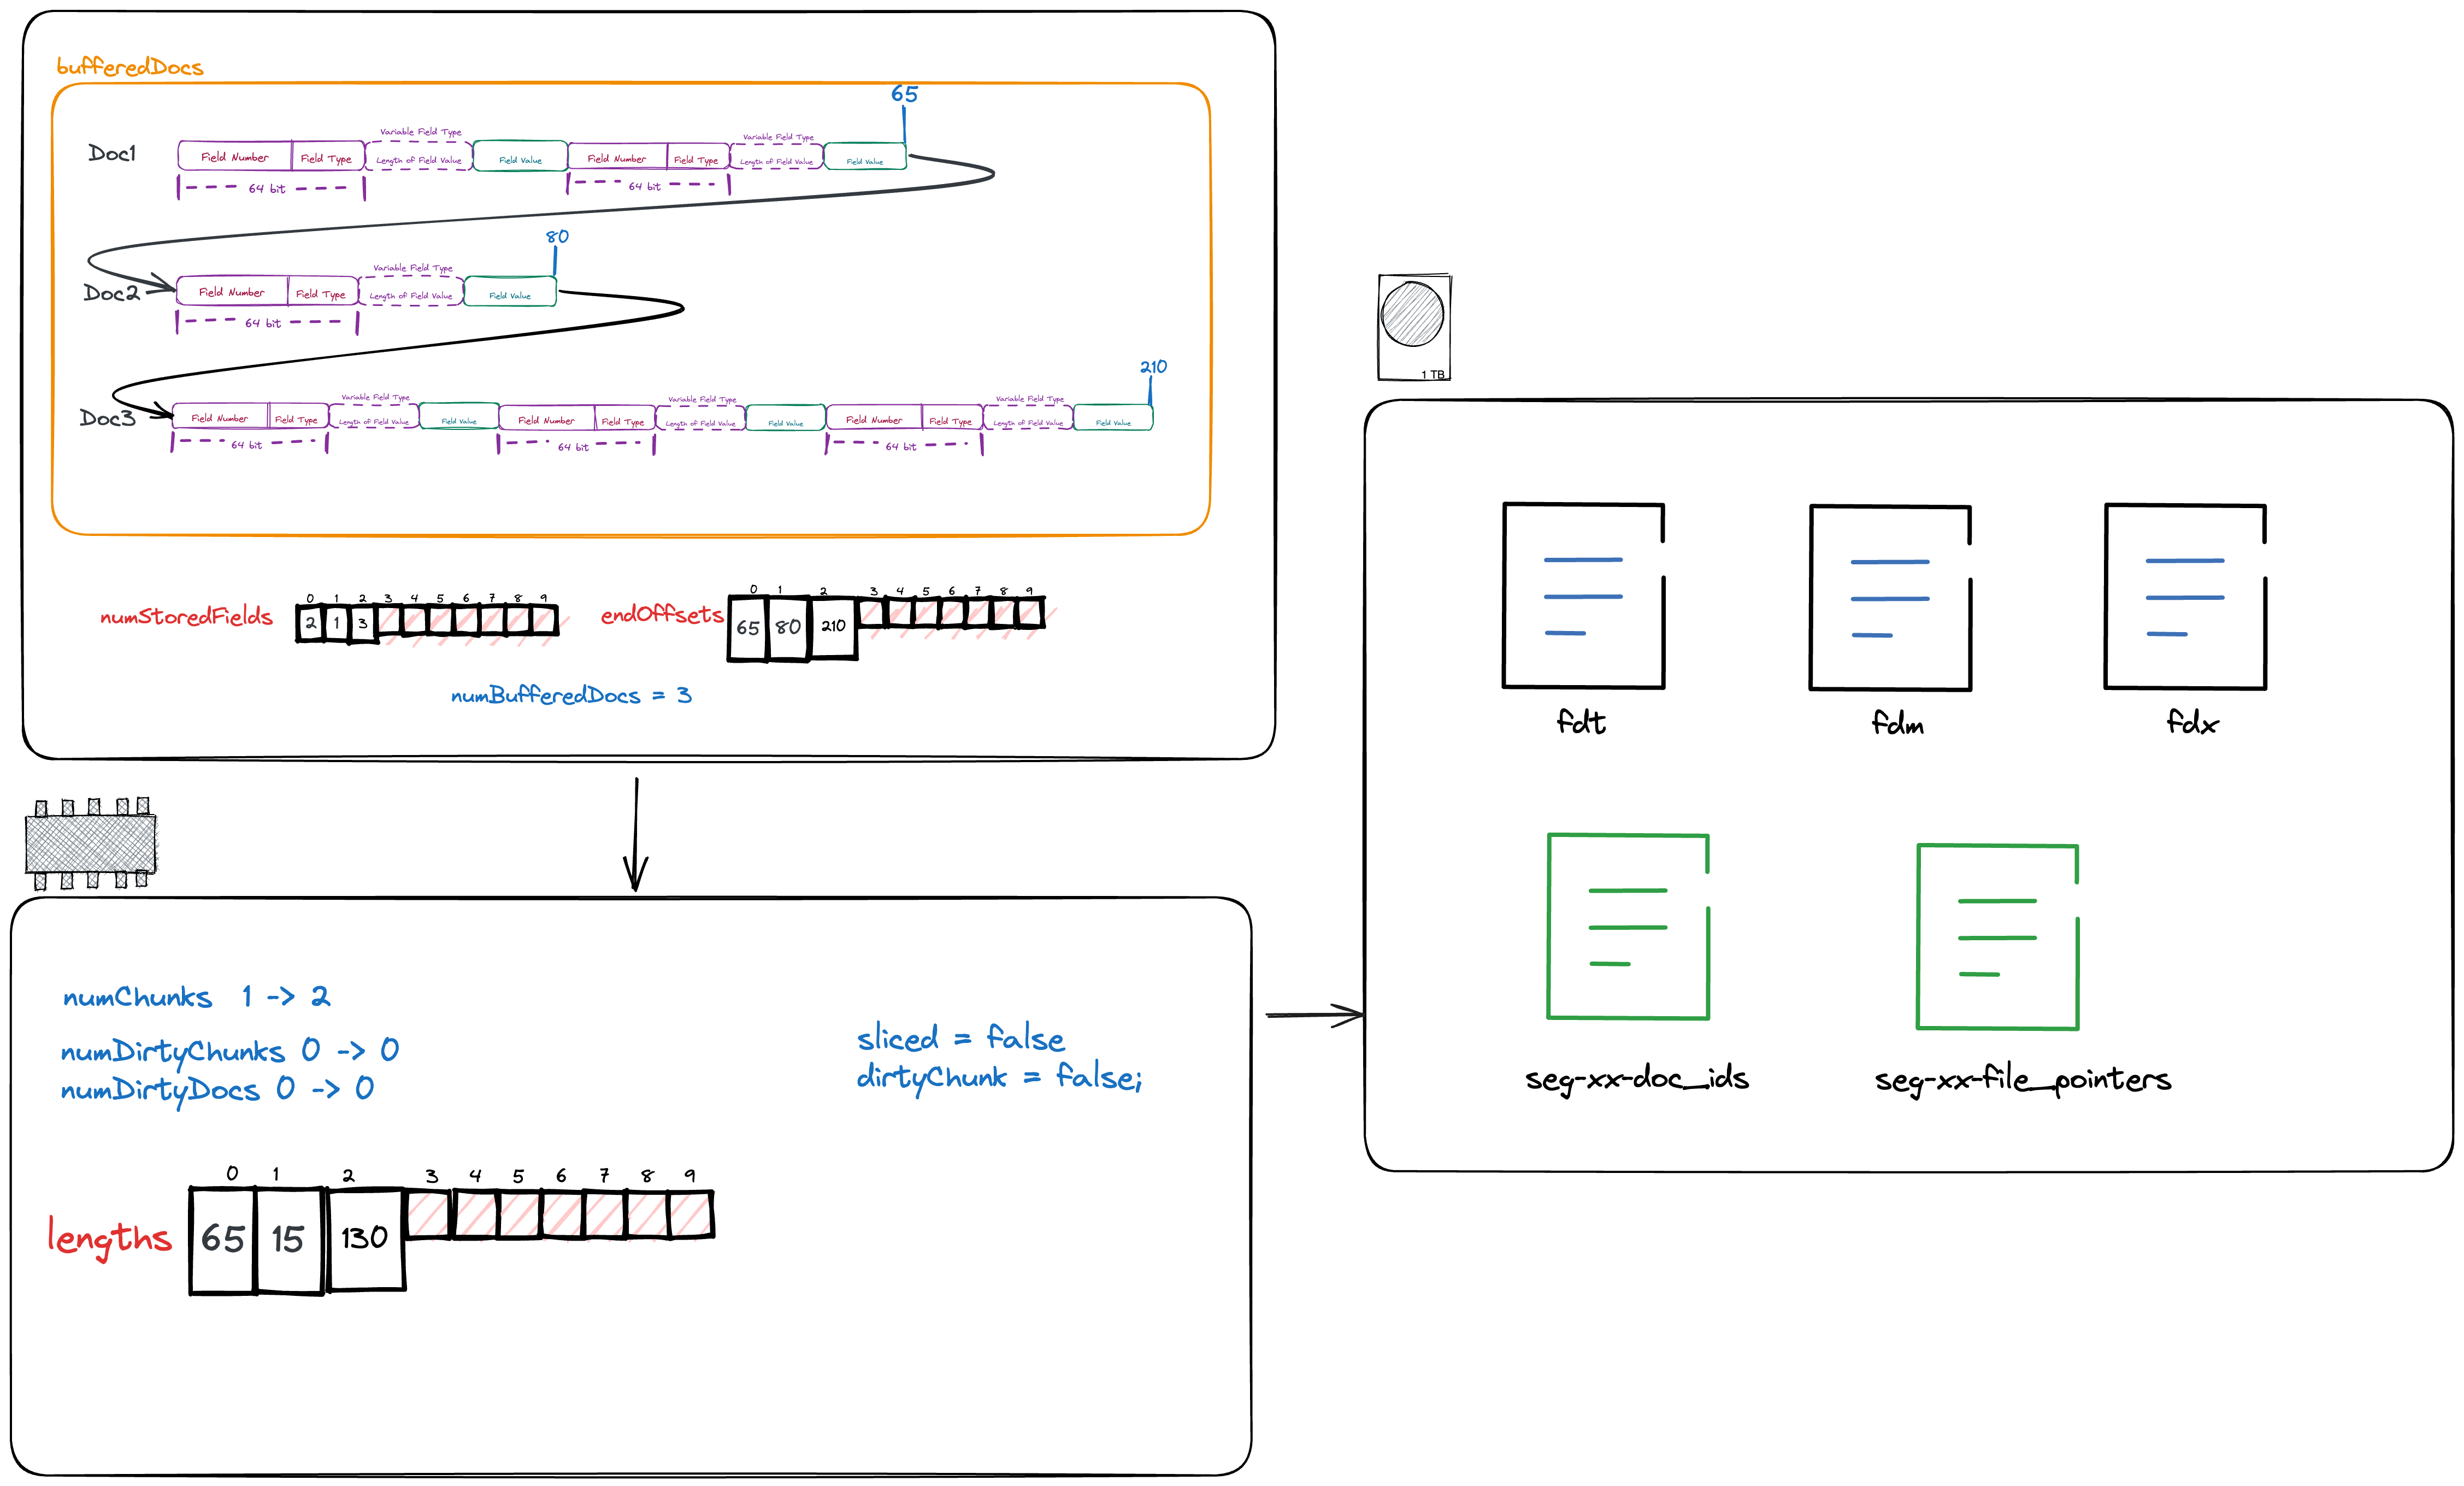 bufferedDocs
65
Doc1
Variable Field Type
Variable Field Type
Field Number Field Type Length of Field Value Field Value Field Number Field Type Length of Field Value Field Value
64 bit
64 bit
80
Doc2
Variable Field Type
Field Number Field Type Length of Field Value Field Value
64 bit
210
Doc3
Variable Field Type
Variable Field Type
Variable Field Type
Field Number Field Type Length of Field Value Field Value Field Number Field Type Length of Field Value Field Value Field Number Field Type Length of Field Value Field Value
64 bit
64 bit
64 bit
0 1 2 3 4 5 6 7 8 9
numStoredFields 2 1 3
0 1 2 3 4 5 6 7 8 9
endOffsets 65 80 210
numBufferedDocs = 3
numChunks 1 -> 2
numDirtyChunks 0 -> 0
numDirtyDocs 0 -> 0
sliced = false
dirtyChunk = false;
0 1 2 3 4 5 6 7 8 9
lengths 65 15 130
1 TB
fdt
fdm
fdx
seg-xx-doc_ids
seg-xx-file_pointers